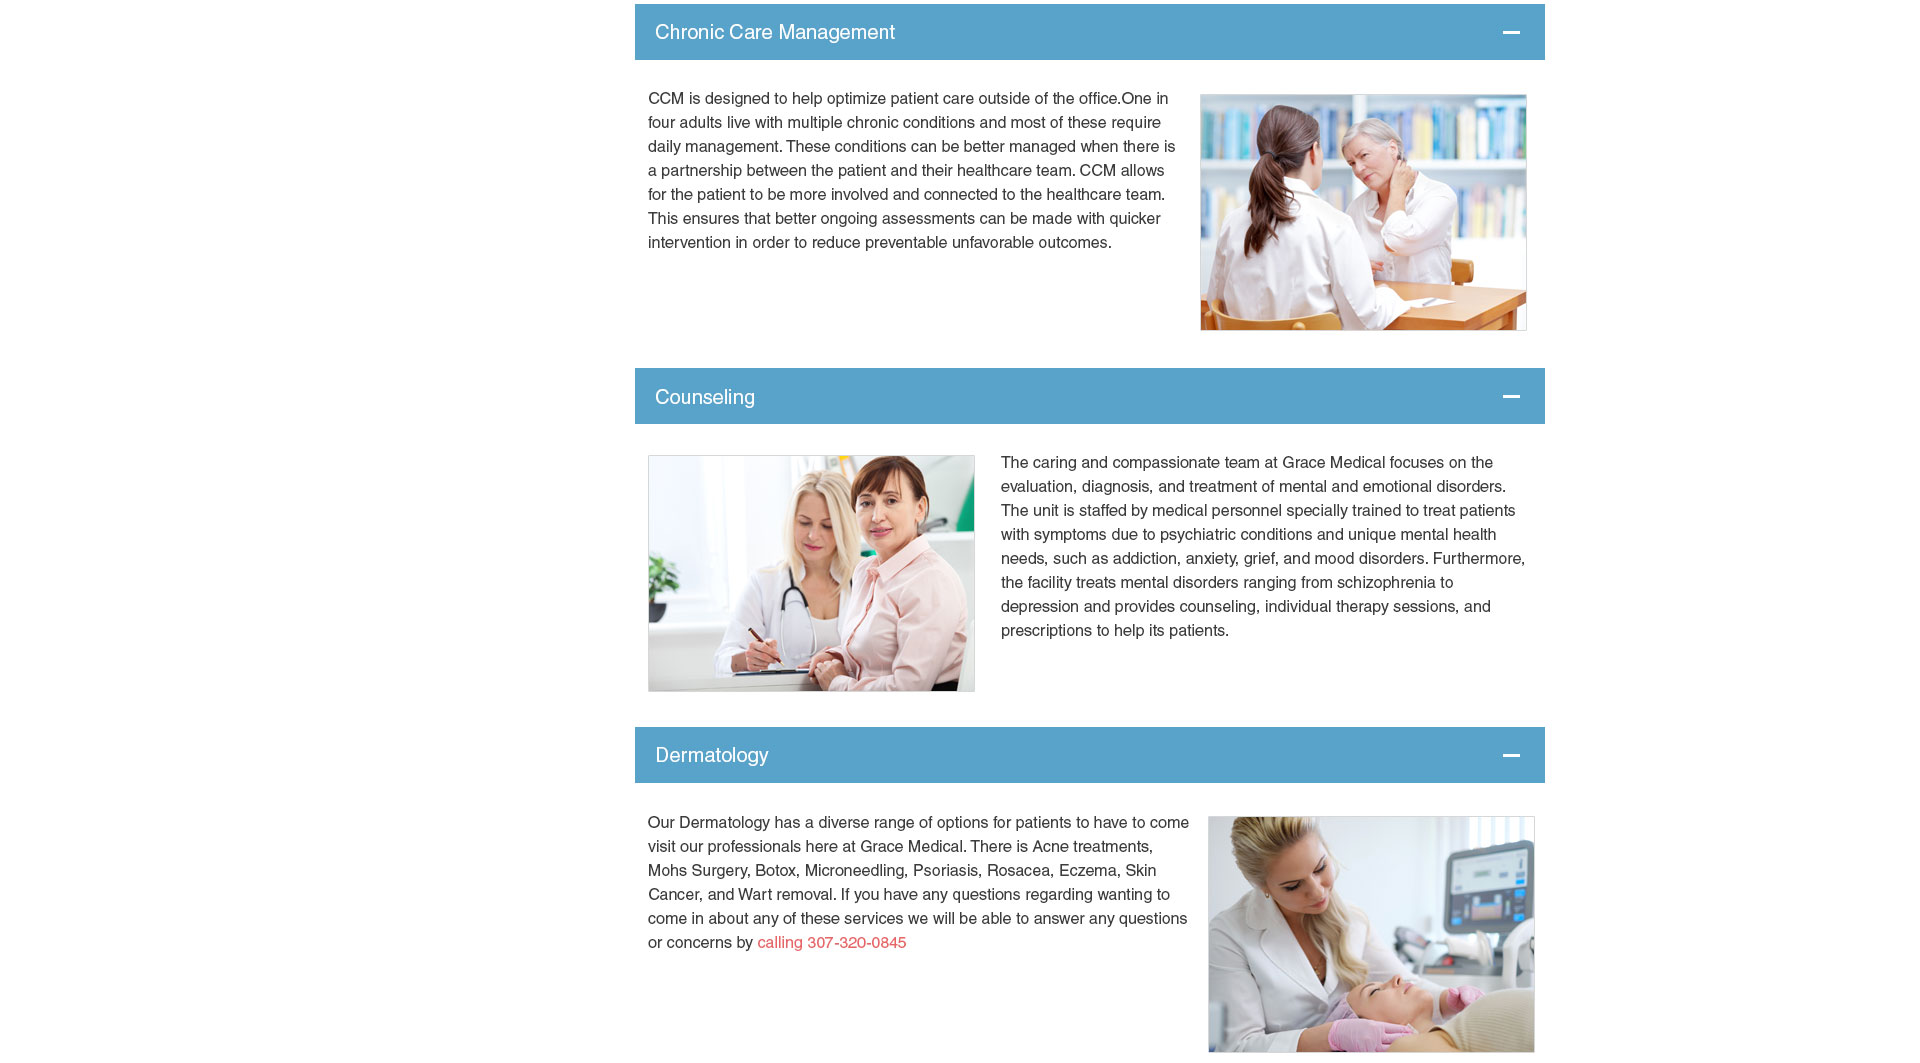 Chronic Care Management
CCM is designed to help optimize patient care outside of the office.One in
four adults live with multiple chronic conditions and most of these require
daily management. These conditions can be better managed when there is
a partnership between the patient and their healthcare team. CCM allows
for the patient to be more involved and connected to the healthcare team.
This ensures that better ongoing assessments can be made with quicker
intervention in order to reduce preventable unfavorable outcomes.
Counseling
The caring and compassionate team at Grace Medical focuses on the
evaluation, diagnosis, and treatment of mental and emotional disorders.
The unit is staffed by medical personnel specially trained to treat patients
with symptoms due to psychiatric conditions and unique mental health
needs, such as addiction, anxiety, grief, and mood disorders. Furthermore,
the facility treats mental disorders ranging from schizophrenia to
depression and provides counseling, individual therapy sessions, and
prescriptions to help its patients.
Dermatology
Our Dermatology has a diverse range of options for patients to have to come
visit our professionals here at Grace Medical. There is Acne treatments,
Mohs Surgery, Botox, Microneedling, Psoriasis, Rosacea, Eczema, Skin
Cancer, and Wart removal. If you have any questions regarding wanting to
come in about any of these services we will be able to answer any questions
or concerns by calling 307-320-0845